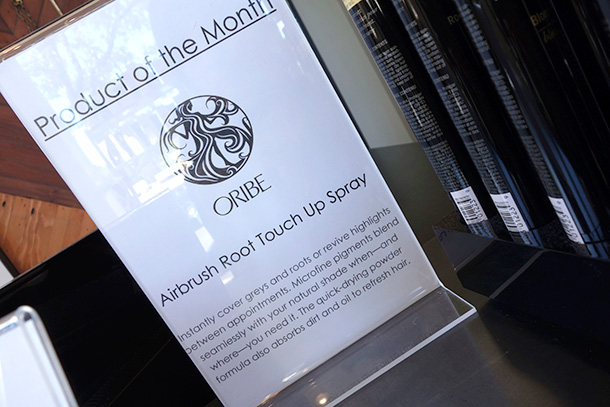 Product of the Month
ORIBE
Airbrush Root Touch Up Spray
Instantly cover greys and roots or revive highlights
between appointments. Microfine pigments blend
seamlessly with your natural shade when—and
where—you need it. The quick-drying powder
formula also absorbs dirt and oil to refresh hair.